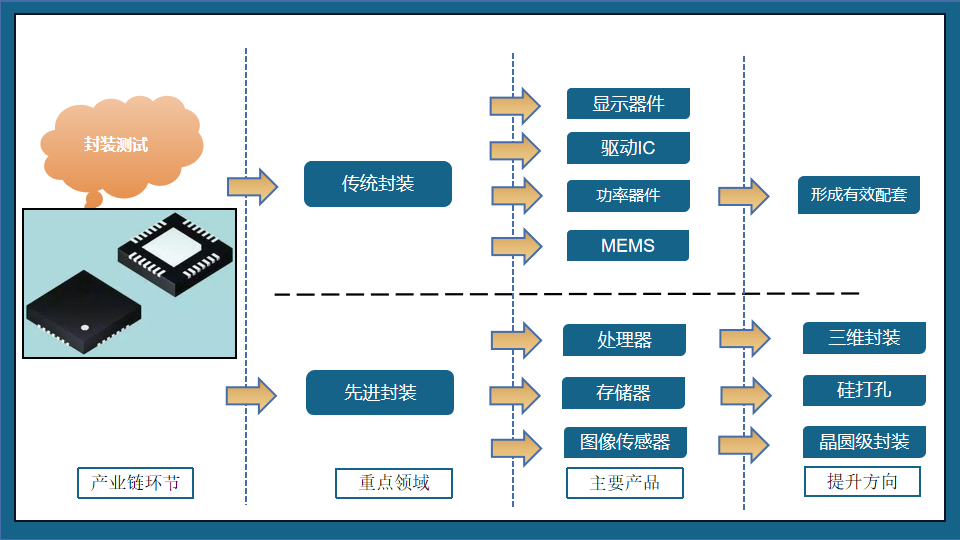 封装测试
传统封装
显示器件
驱动IC
功率器件
MEMS
形成有效配套
先进封装
处理器
存储器
图像传感器
三维封装
硅打孔
晶圆级封装
产业链环节
重点领域
主要产品
提升方向